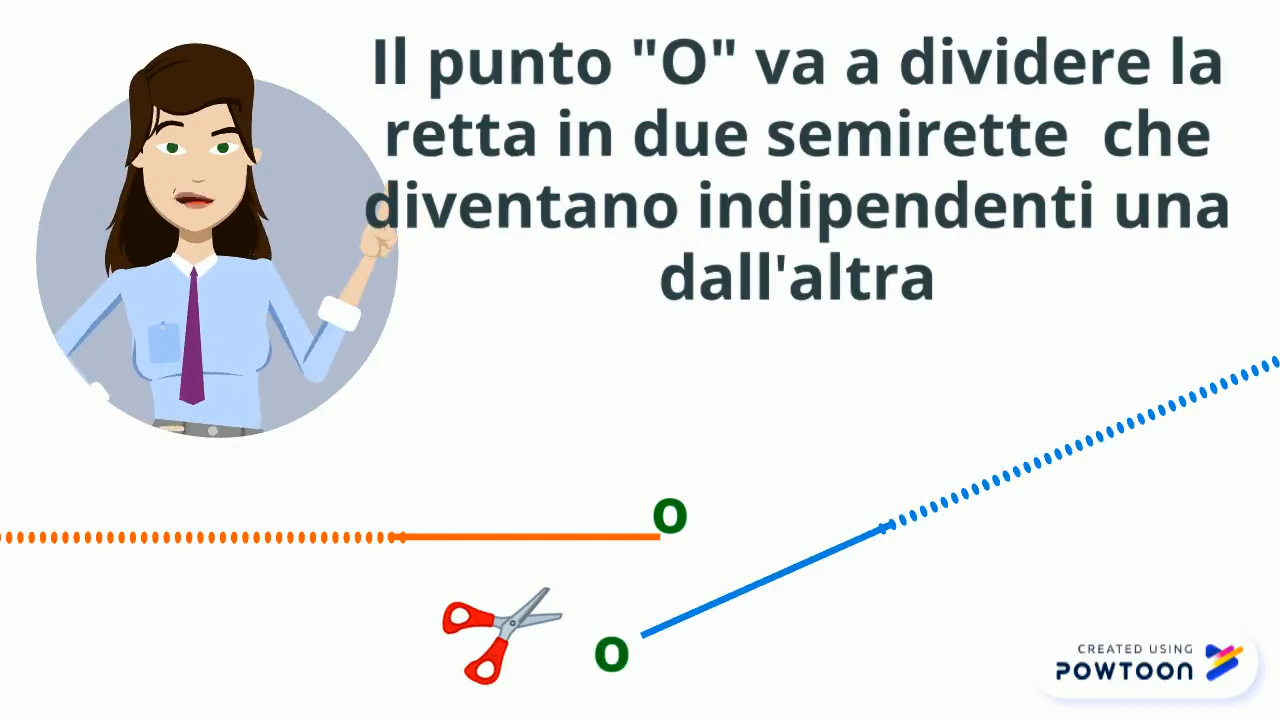 Il punto "O" va a dividere la
retta in due semirette che
diventano indipendenti una
dall'altra
O
O
CREATED USING
POWTOON